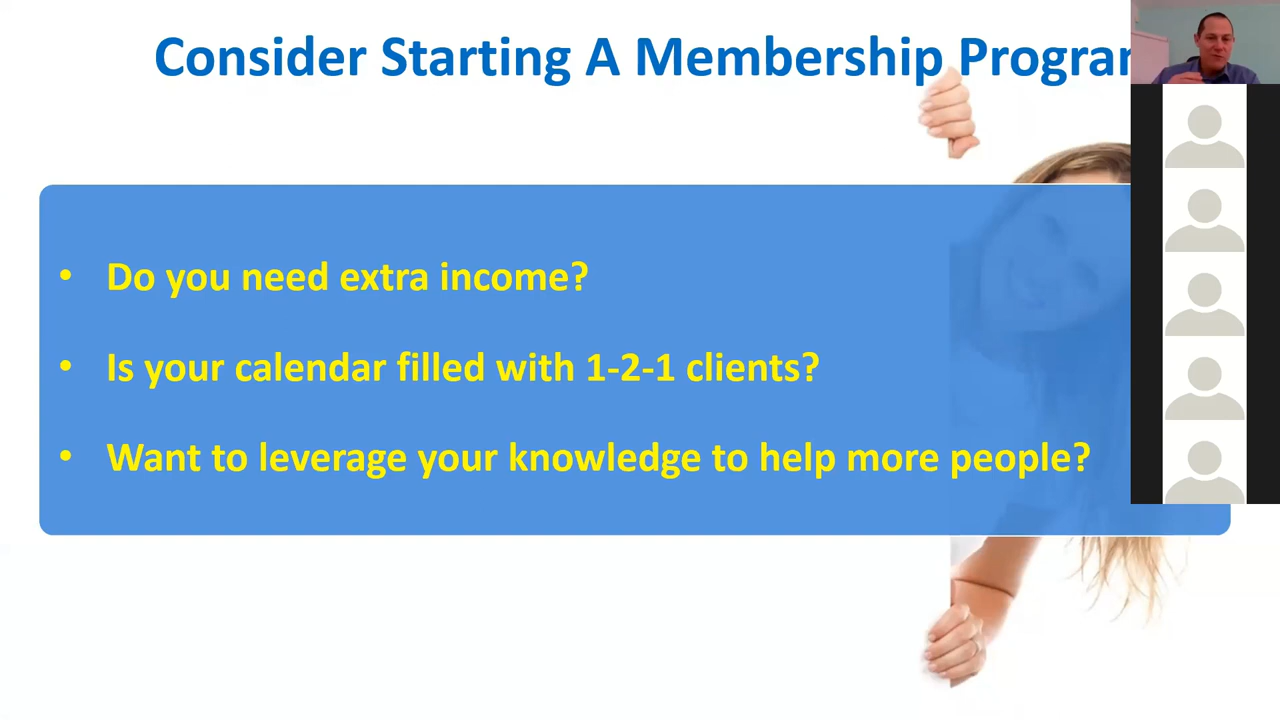 Consider Starting A Membership Progra
• Do you need extra income?
• Is your calendar filled with 1-2-1 clients?
• Want to leverage your knowledge to help more people?